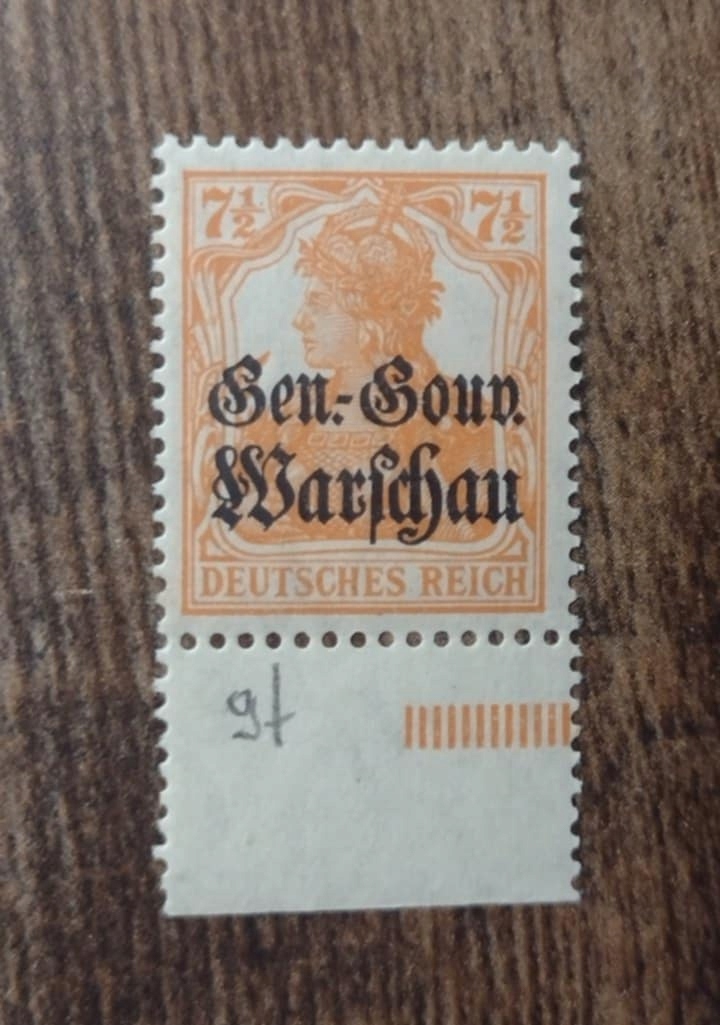 7½ 7½
Gen.-Gouv.
Warschau
DEUTSCHES REICH